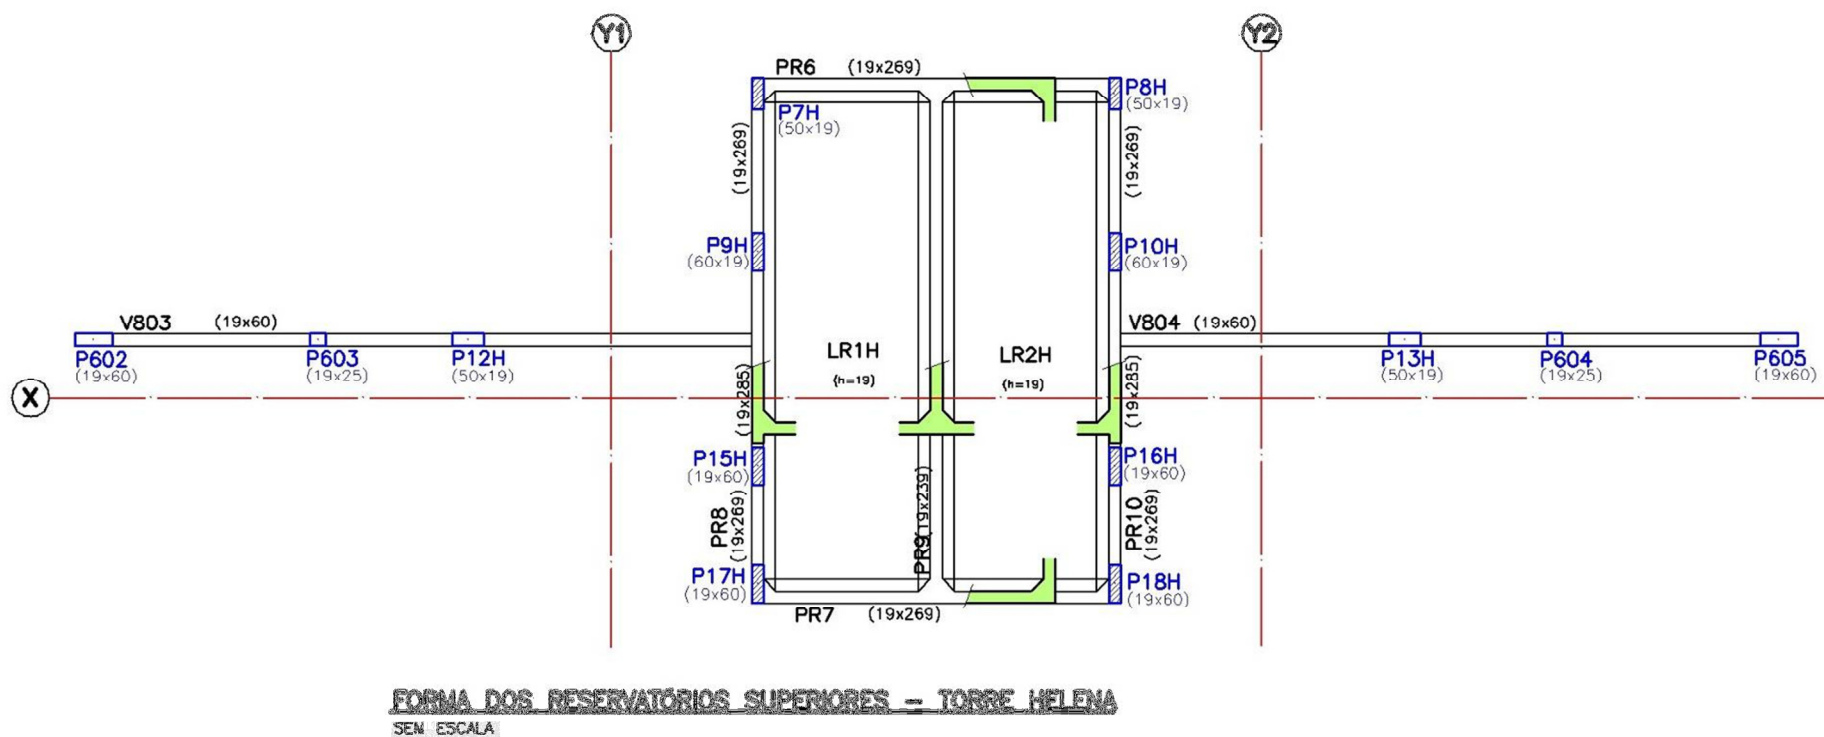 Y1
Y2
PR6 (19x269)
P8H
(50x19)
P7H
(50x19)
(19x269)
(19x269)
P9H
(60x19)
P10H
(60x19)
V803 (19x60)
V804 (19x60)
P602
(19x60)
P603
(19x25)
P12H
(50x19)
LR1H
(h=19)
LR2H
(h=19)
P13H
(50x19)
P604
(19x25)
P605
(19x60)
X
(19x285)
(19x285)
P15H
(19x60)
P16H
(19x60)
PR8
(19x269)
PR9
(19x239)
PR10
(19x269)
P17H
(19x60)
P18H
(19x60)
PR7 (19x269)
FORMA DOS RESERVATÓRIOS SUPERIORES - TORRE HELENA
SEM ESCALA